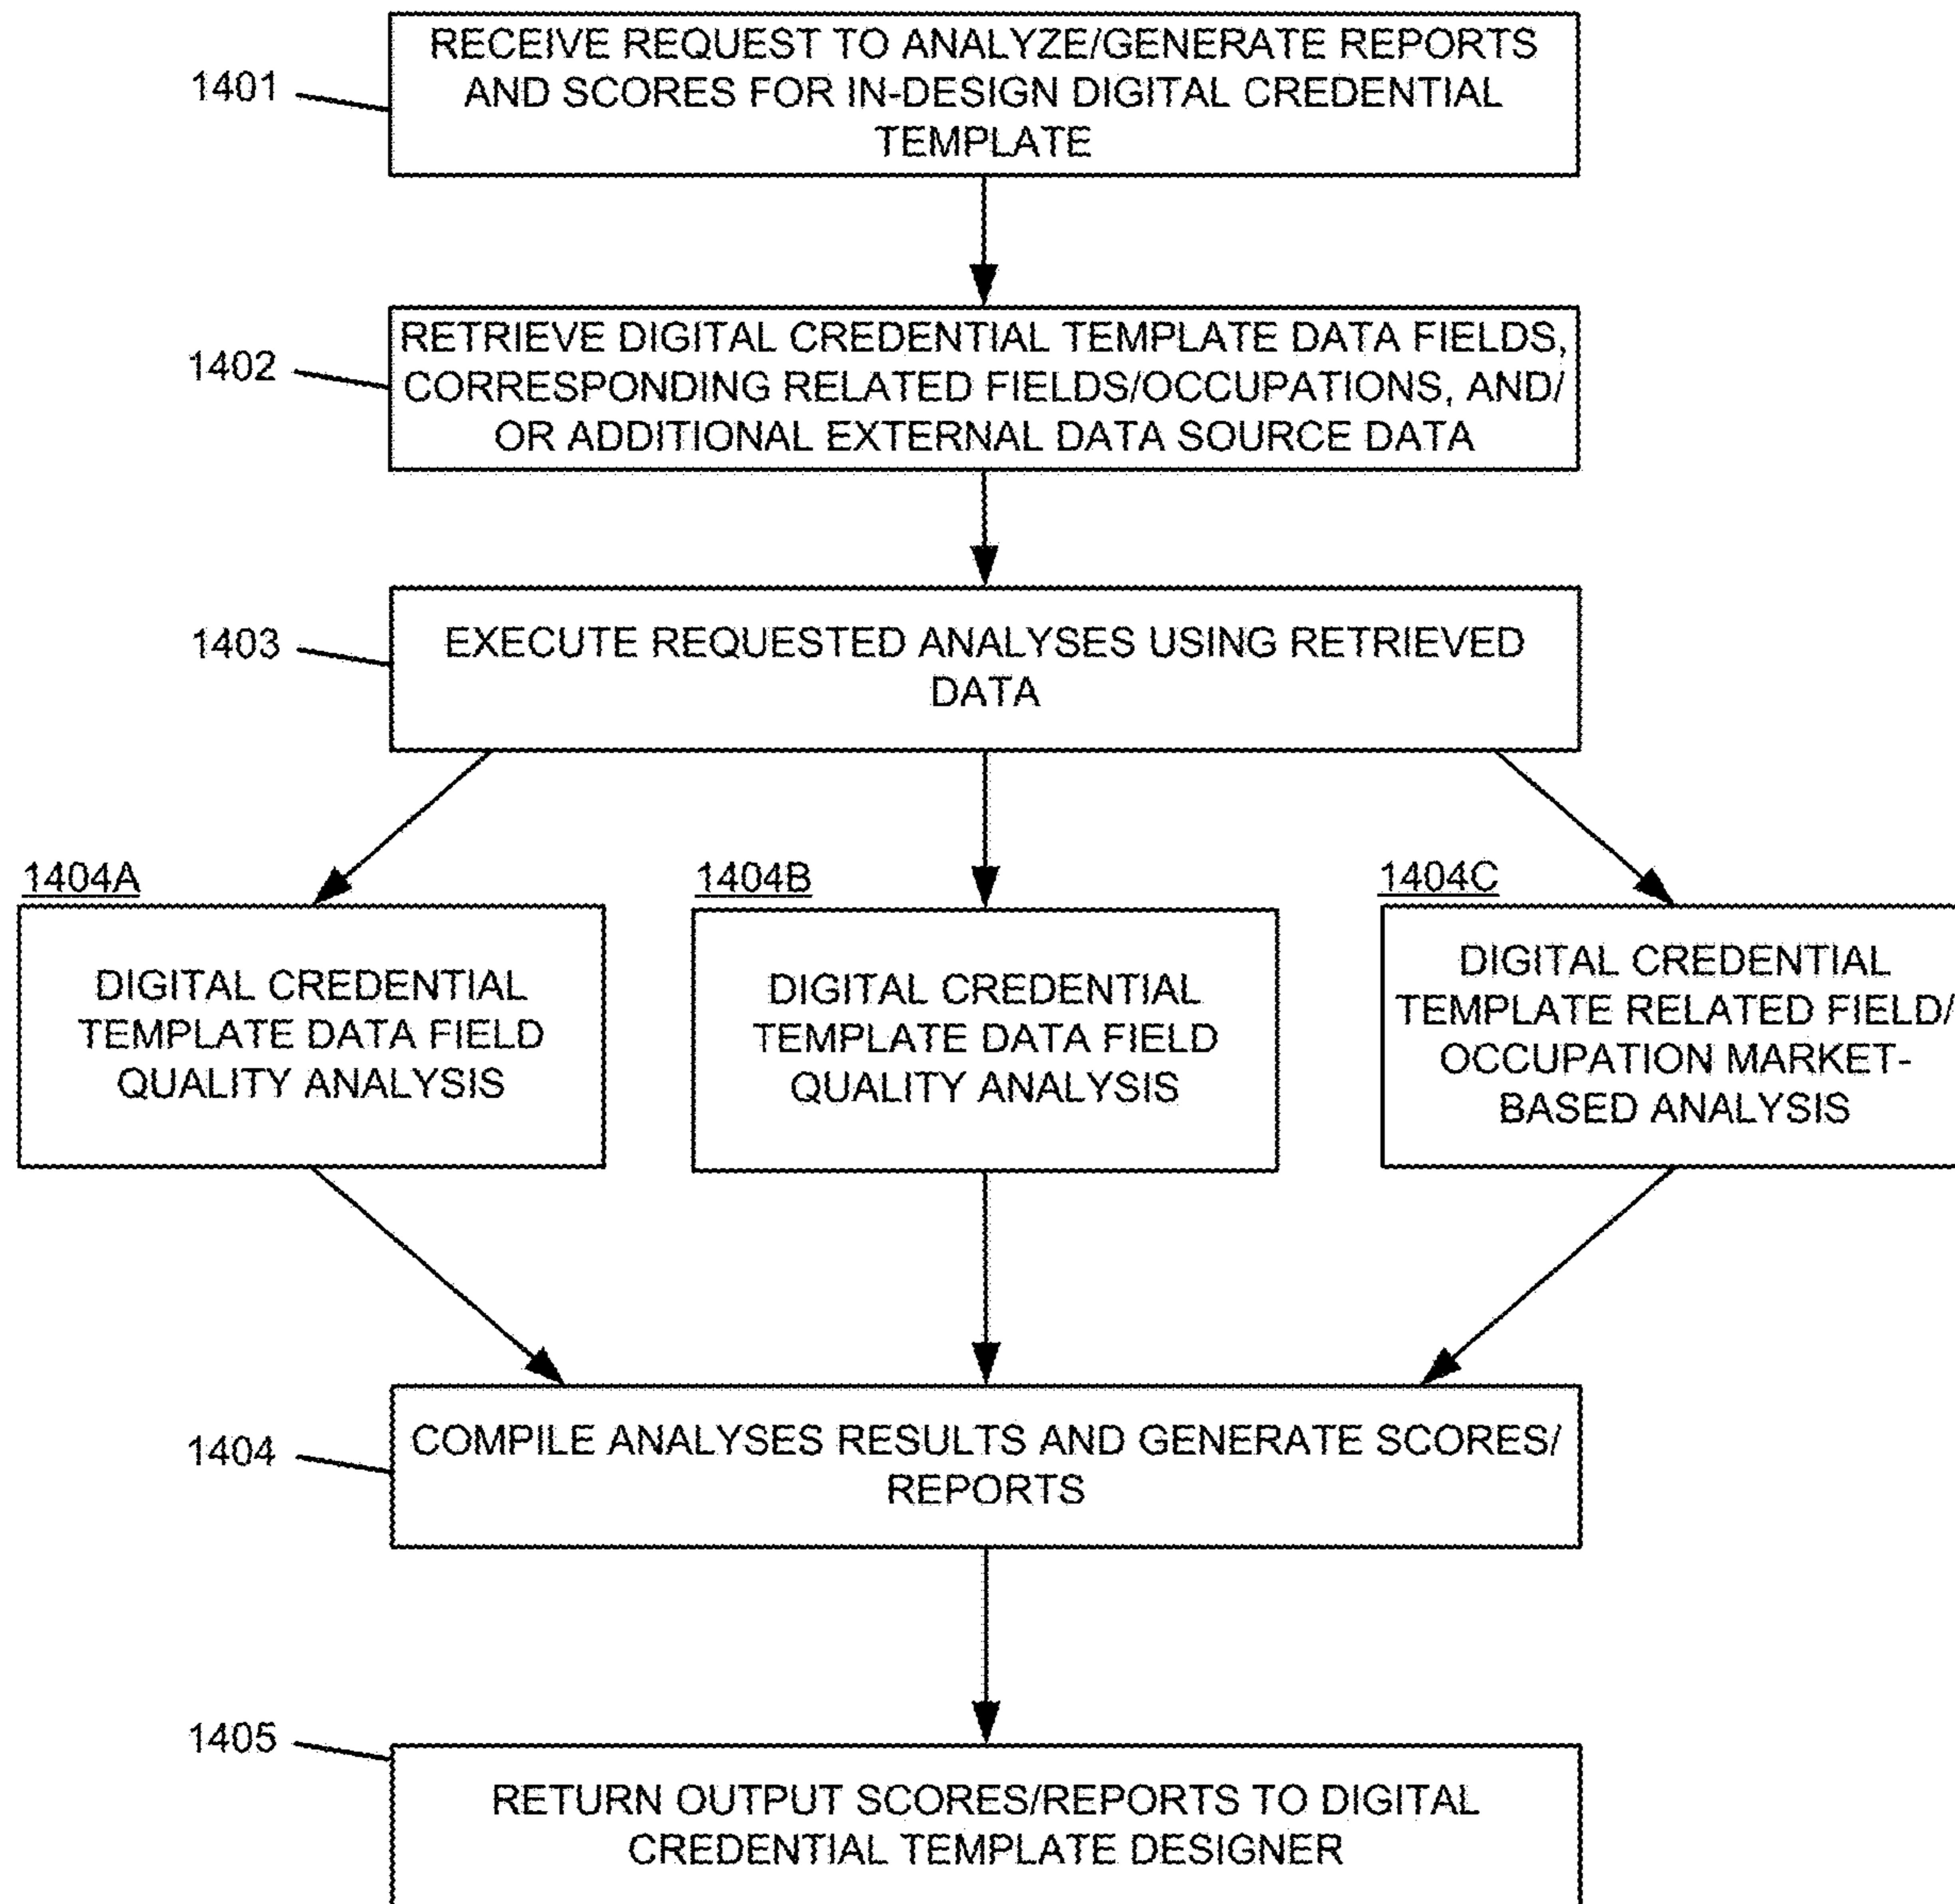 1401
RECEIVE REQUEST TO ANALYZE/GENERATE REPORTS
AND SCORES FOR IN-DESIGN DIGITAL CREDENTIAL
TEMPLATE
1402
RETRIEVE DIGITAL CREDENTIAL TEMPLATE DATA FIELDS,
CORRESPONDING RELATED FIELDS/OCCUPATIONS, AND/
OR ADDITIONAL EXTERNAL DATA SOURCE DATA
1403
EXECUTE REQUESTED ANALYSES USING RETRIEVED
DATA
1404A
DIGITAL CREDENTIAL
TEMPLATE DATA FIELD
QUALITY ANALYSIS
1404B
DIGITAL CREDENTIAL
TEMPLATE DATA FIELD
QUALITY ANALYSIS
1404C
DIGITAL CREDENTIAL
TEMPLATE RELATED FIELD/
OCCUPATION MARKET-
BASED ANALYSIS
1404
COMPILE ANALYSES RESULTS AND GENERATE SCORES/
REPORTS
1405
RETURN OUTPUT SCORES/REPORTS TO DIGITAL
CREDENTIAL TEMPLATE DESIGNER